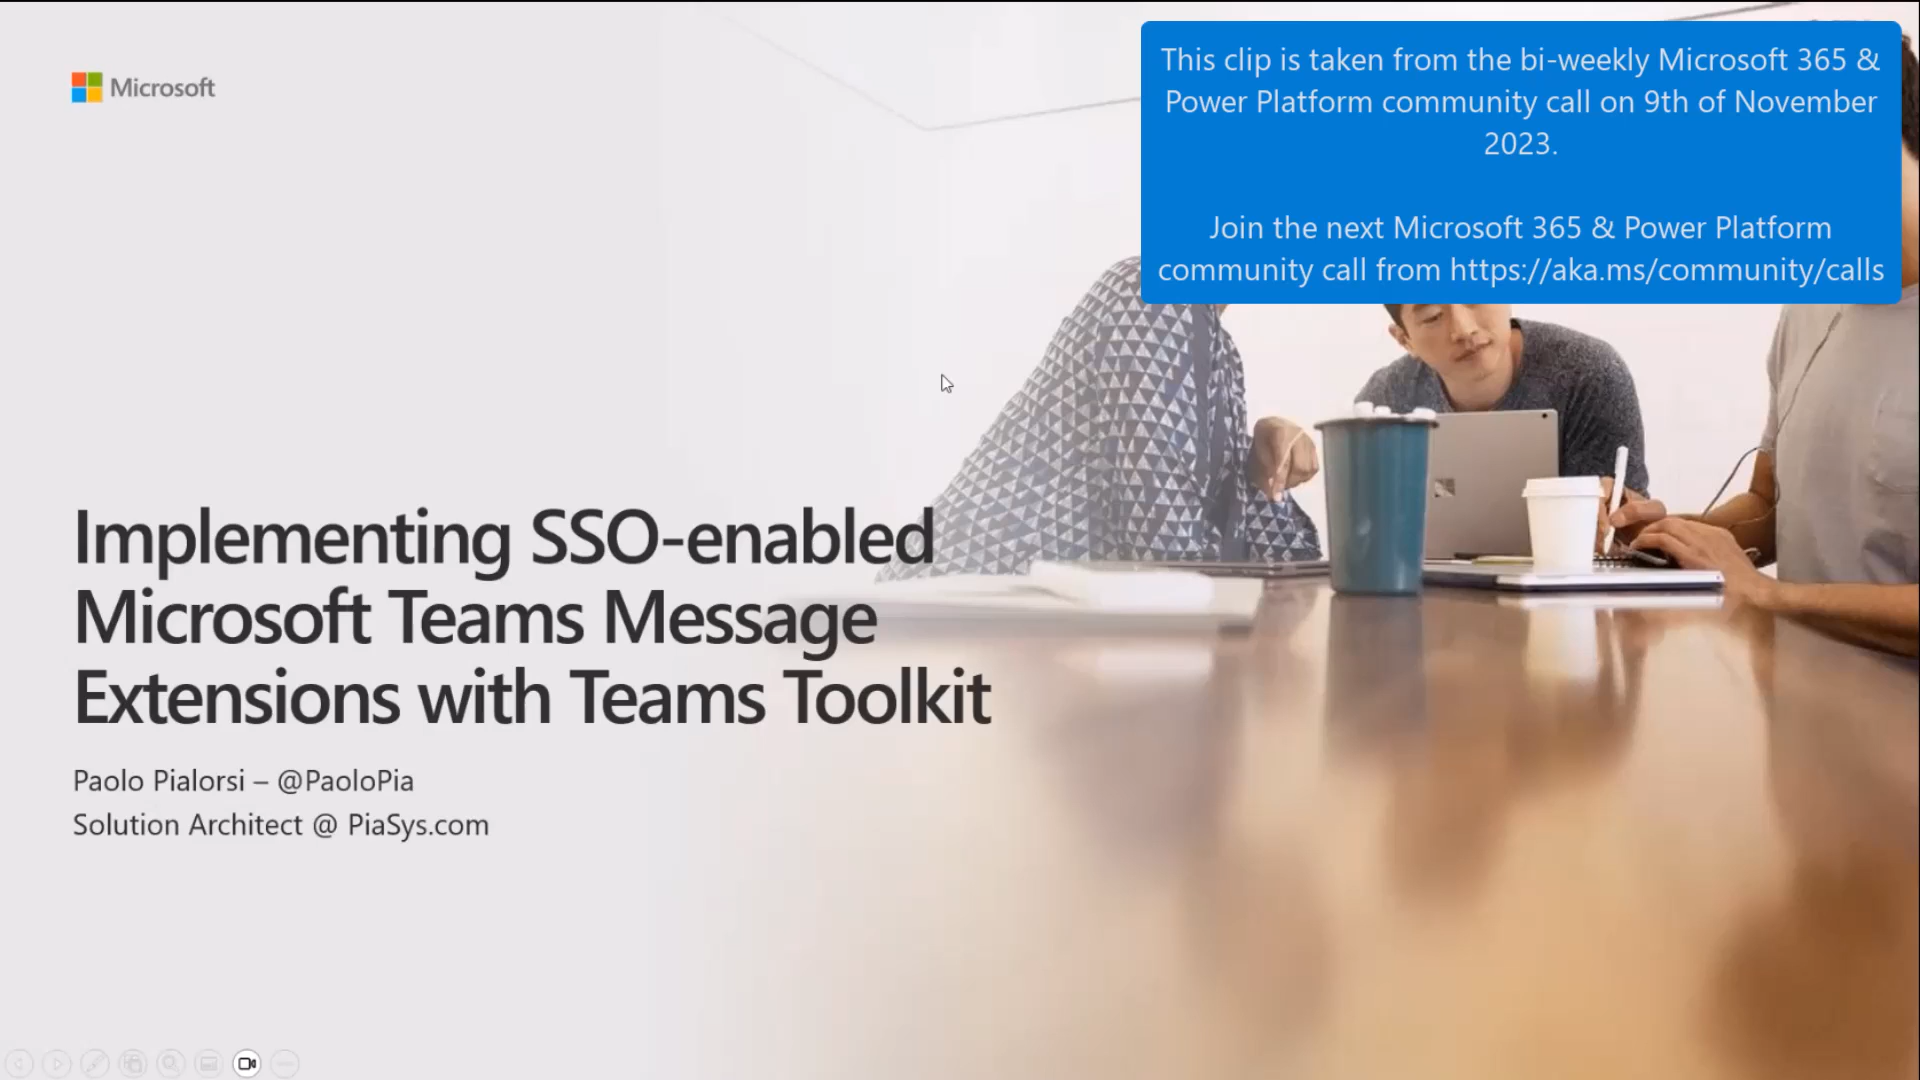 Microsoft
This clip is taken from the bi-weekly Microsoft 365 &
Power Platform community call on 9th of November
2023.
Join the next Microsoft 365 & Power Platform
community call from https://aka.ms/community/calls
Implementing SSO-enabled
Microsoft Teams Message
Extensions with Teams Toolkit
Paolo Pialorsi – @PaoloPia
Solution Architect @ PiaSys.com